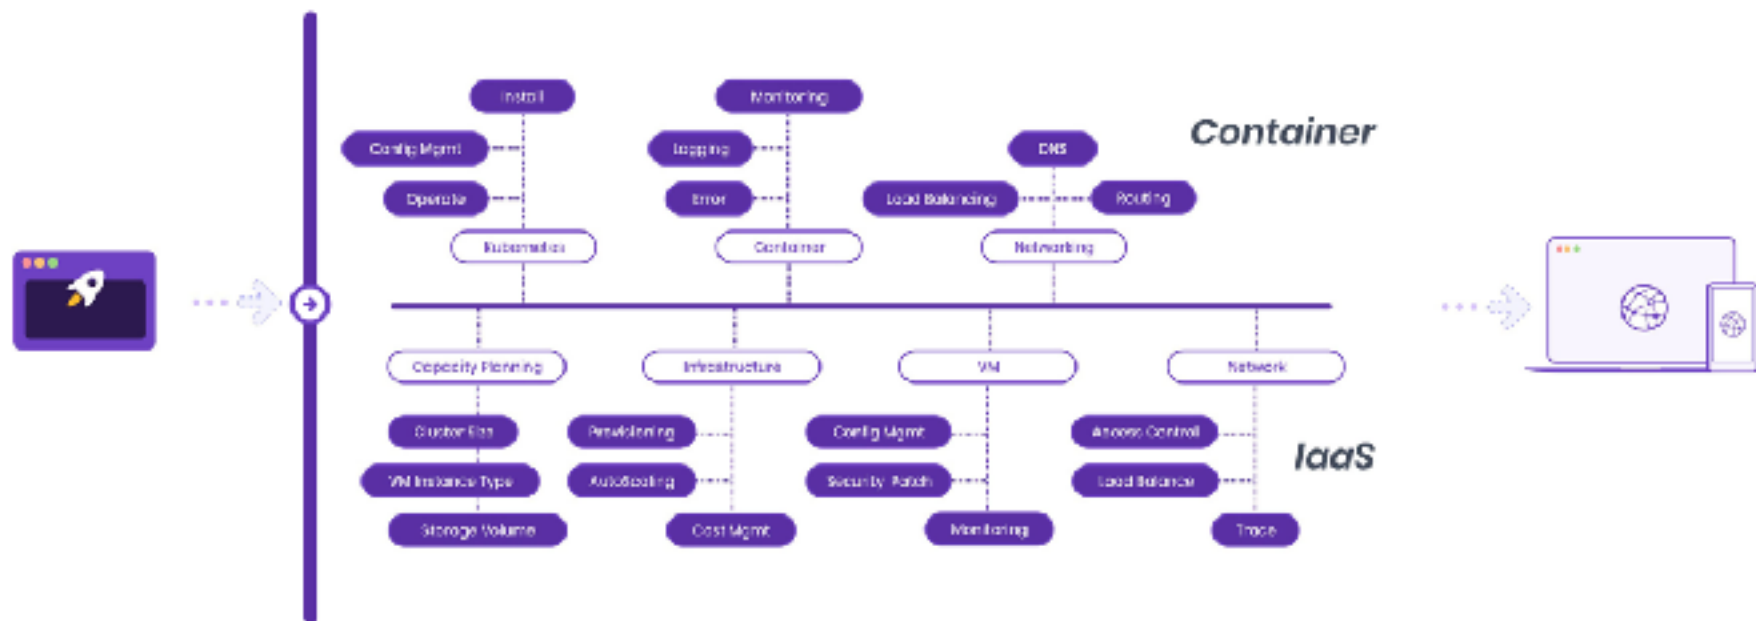 Install
Monitoring
Container
Config Mgmt
Logging
DNS
Operate
Error
Load Balancing
Routing
Kubernetes
Container
Networking
Capacity Planning
Infrastructure
VM
Network
Cluster Size
Provisioning
Config Mgmt
Access Control
IaaS
VM Instance Type
AutoScaling
Security Patch
Load Balance
Storage Volume
Cost Mgmt
Monitoring
Trace